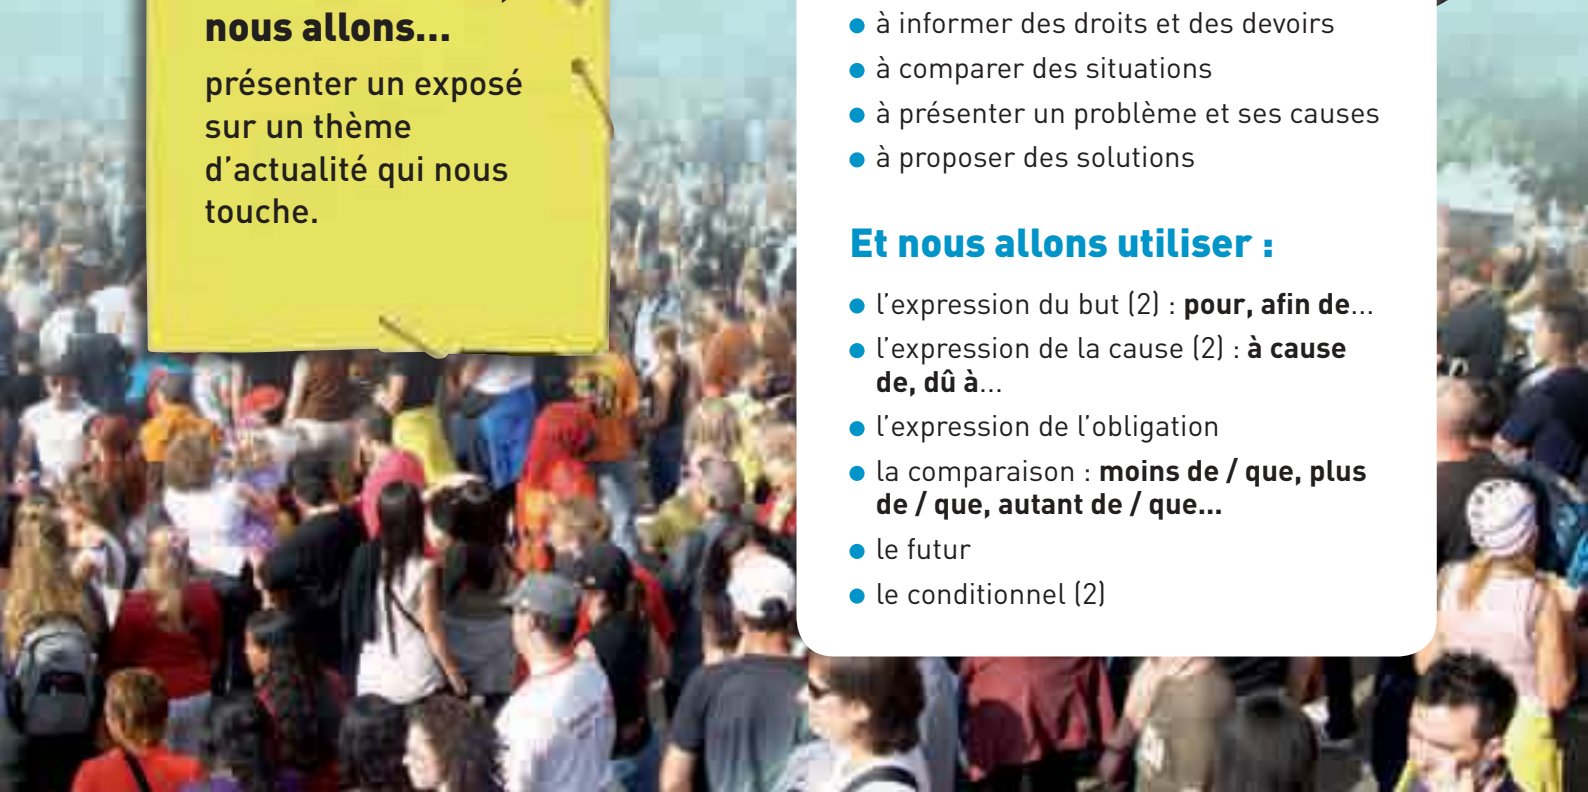 nous allons...
présenter un exposé
sur un thème
d’actualité qui nous
touche.
● à informer des droits et des devoirs
● à comparer des situations
● à présenter un problème et ses causes
● à proposer des solutions
Et nous allons utiliser :
● l’expression du but (2) : pour, afin de...
● l’expression de la cause (2) : à cause
de, dû à...
● l’expression de l’obligation
● la comparaison : moins de / que, plus
de / que, autant de / que...
● le futur
● le conditionnel (2)